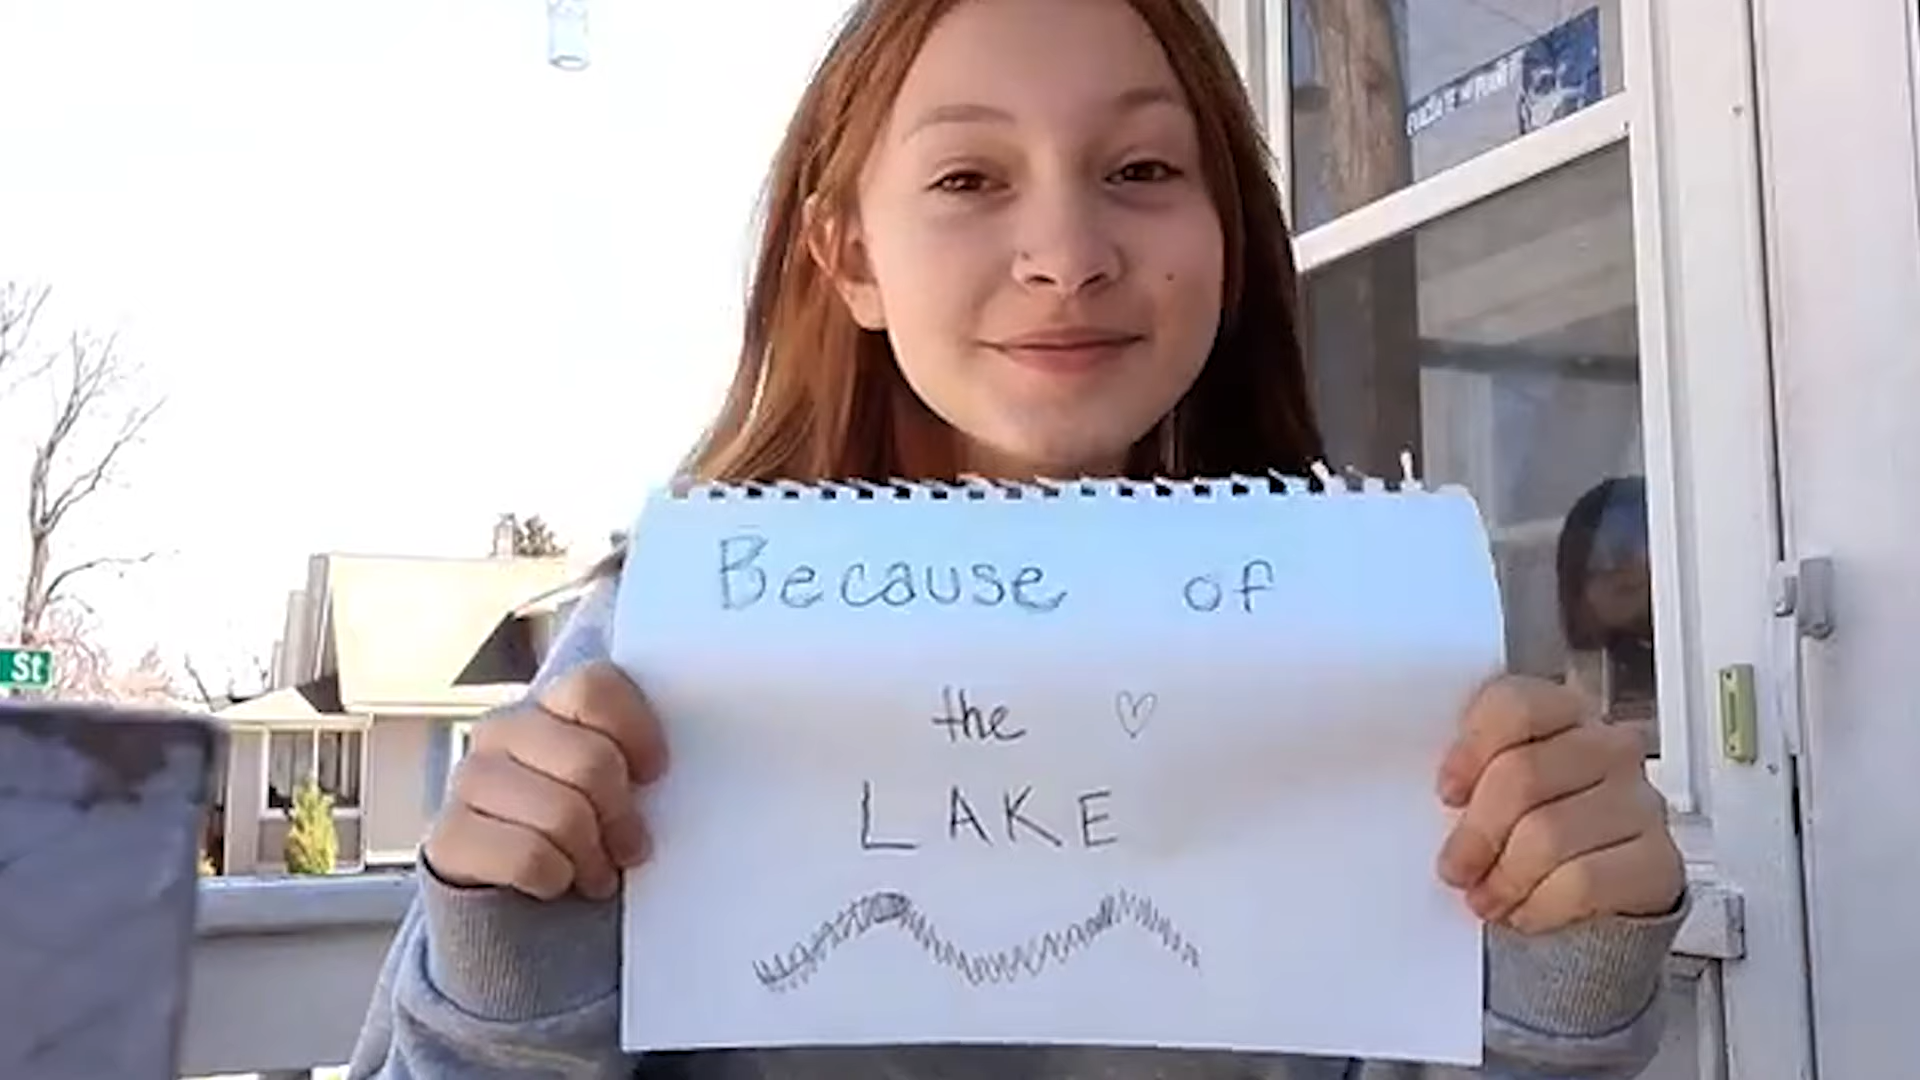 St
Because of
the ♡
LAKE